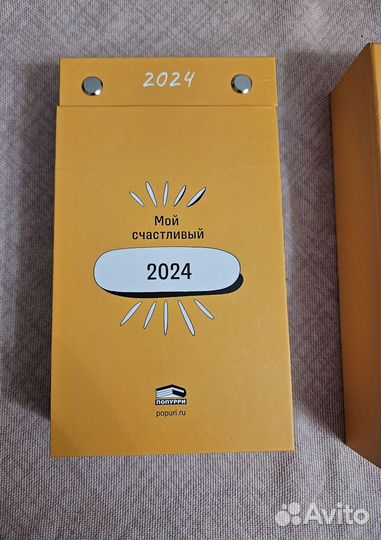 2024
Мой
счастливый
2024
ПОПУРРИ
popuri.ru
Avito